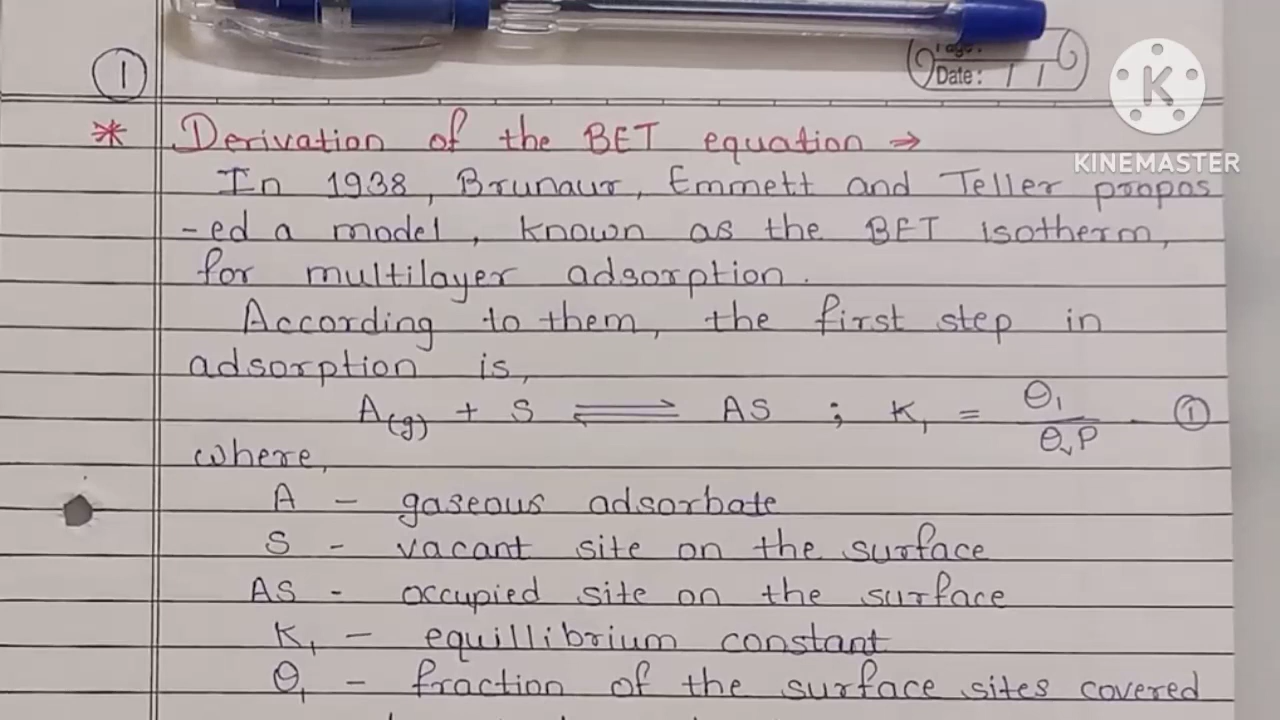 ①
Date: / /
K
KINEMASTER
* Derivation of the BET equation →
In 1938, Brunaur, Emmett and Teller propos
-ed a model, known as the BET isotherm,
for multilayer adsorption.
According to them, the first step in
adsorption is,
A(g) + S ⇌ AS ; K₁ = θ₁ / θᵥP - ①
where,
A - gaseous adsorbate
S - vacant site on the surface
AS - occupied site on the surface
K₁ - equillibrium constant
θ₁ - fraction of the surface sites covered